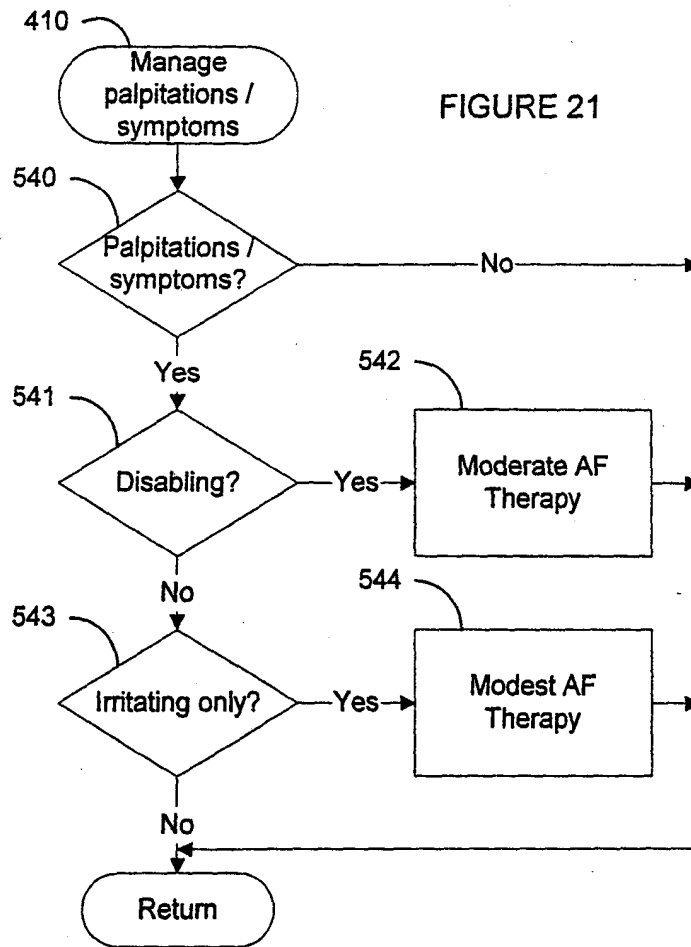 410
Manage
palpitations /
symptoms
FIGURE 21
540
Palpitations /
symptoms?
No
Yes
541
542
Disabling?
Yes
Moderate AF
Therapy
No
543
544
Irritating only?
Yes
Modest AF
Therapy
No
Return